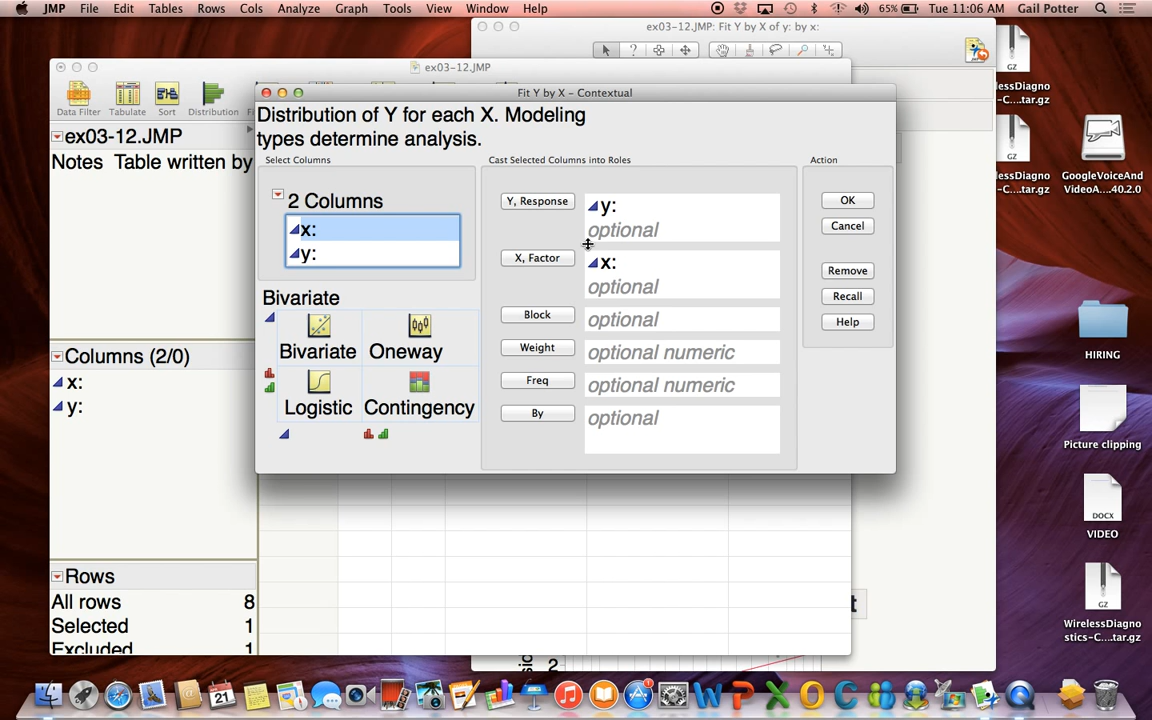 JMP File Edit Tables Rows Cols Analyze Graph Tools View Window Help 65% Tue 11:06 AM Gail Potter
ex03-12.JMP: Fit Y by X of y: by x:
ex03-12.JMP
Data Filter Tabulate Sort Distribution
ex03-12.JMP
Notes Table written by
Columns (2/0)
x:
y:
Rows
All rows 8
Selected 1
Excluded 1
Fit Y by X - Contextual
Distribution of Y for each X. Modeling
types determine analysis.
Select Columns
2 Columns
x:
y:
Bivariate
Bivariate Oneway
Logistic Contingency
Cast Selected Columns into Roles
Y, Response y:
optional
X, Factor x:
optional
Block optional
Weight optional numeric
Freq optional numeric
By optional
Action
OK
Cancel
Remove
Recall
Help
2
GZ
lessDiagno
-C....tar.gz
GZ
lessDiagno
-C....tar.gz
GoogleVoiceAnd
VideoA....40.2.0
HIRING
Picture clipping
DOCX
VIDEO
GZ
WirelessDiagno
stics-C....tar.gz